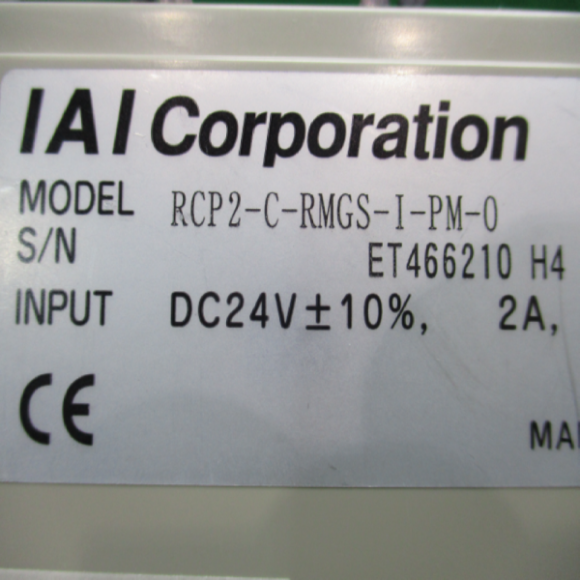 IAI Corporation
MODEL RCP2-C-RMGS-I-PM-0
S/N ET466210 H4
INPUT DC24V±10%, 2A,
CE